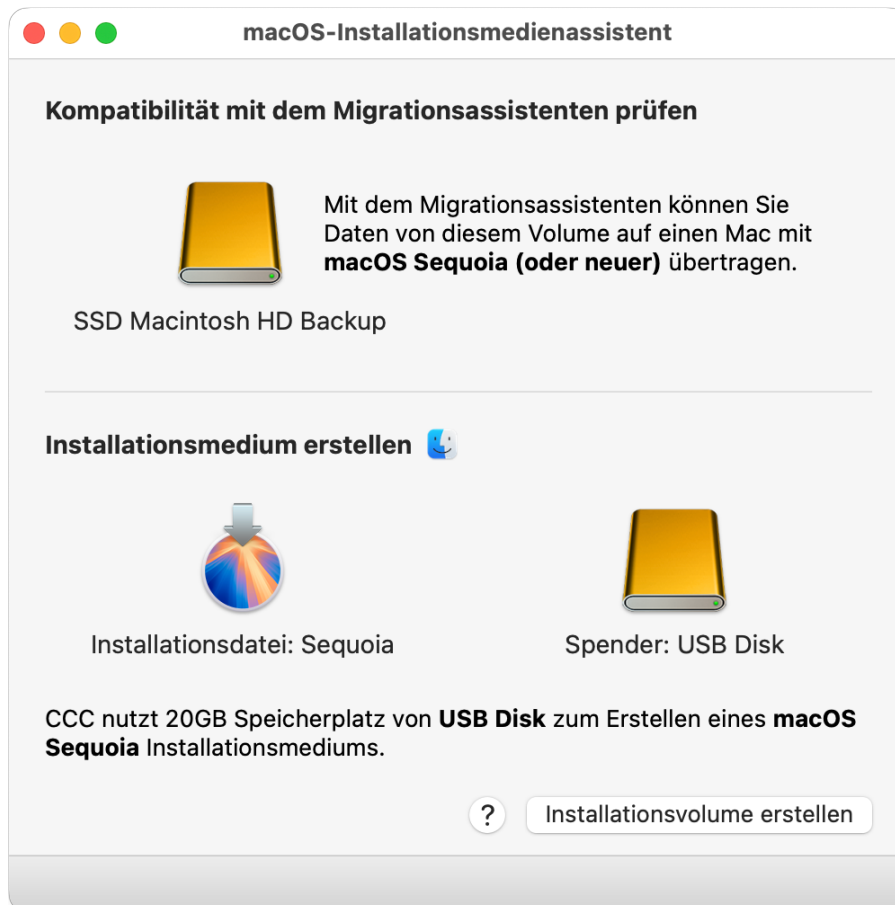 macOS-Installationsmedienassistent
Kompatibilität mit dem Migrationsassistenten prüfen
Mit dem Migrationsassistenten können Sie
Daten von diesem Volume auf einen Mac mit
macOS Sequoia (oder neuer) übertragen.
SSD Macintosh HD Backup
Installationsmedium erstellen
Installationsdatei: Sequoia
Spender: USB Disk
CCC nutzt 20GB Speicherplatz von USB Disk zum Erstellen eines macOS
Sequoia Installationsmediums.
?
Installationsvolume erstellen